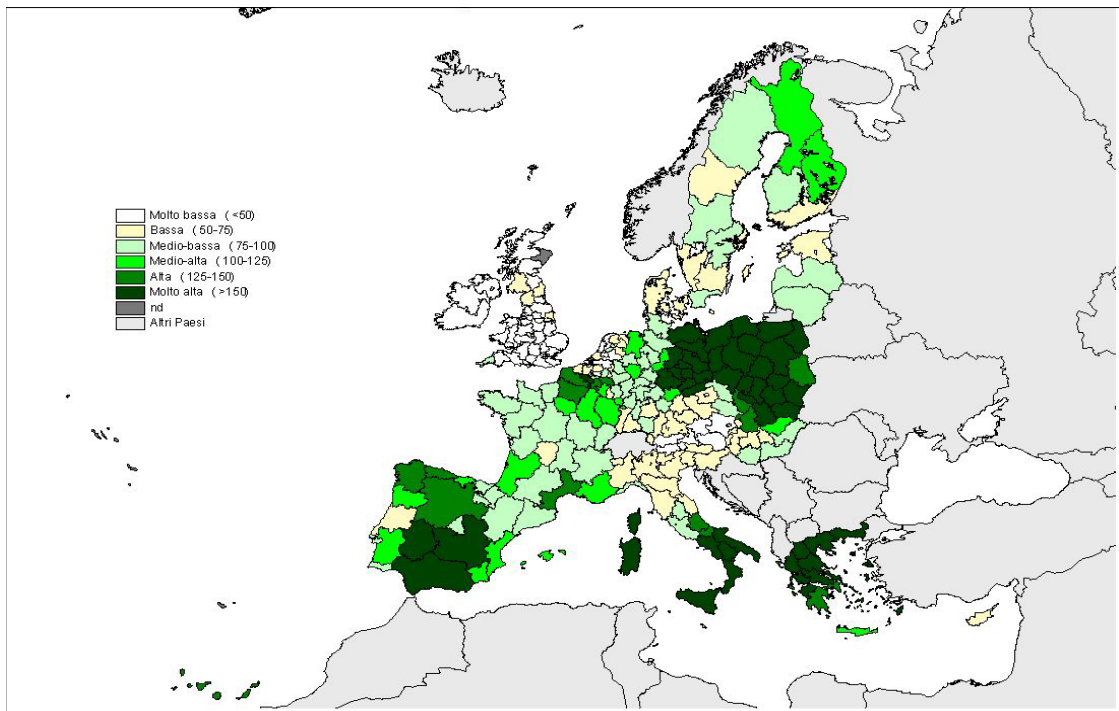 Molto bassa (<50)
Bassa (50-75)
Medio-bassa (75-100)
Medio-alta (100-125)
Alta (125-150)
Molto alta (>150)
nd
Altri Paesi